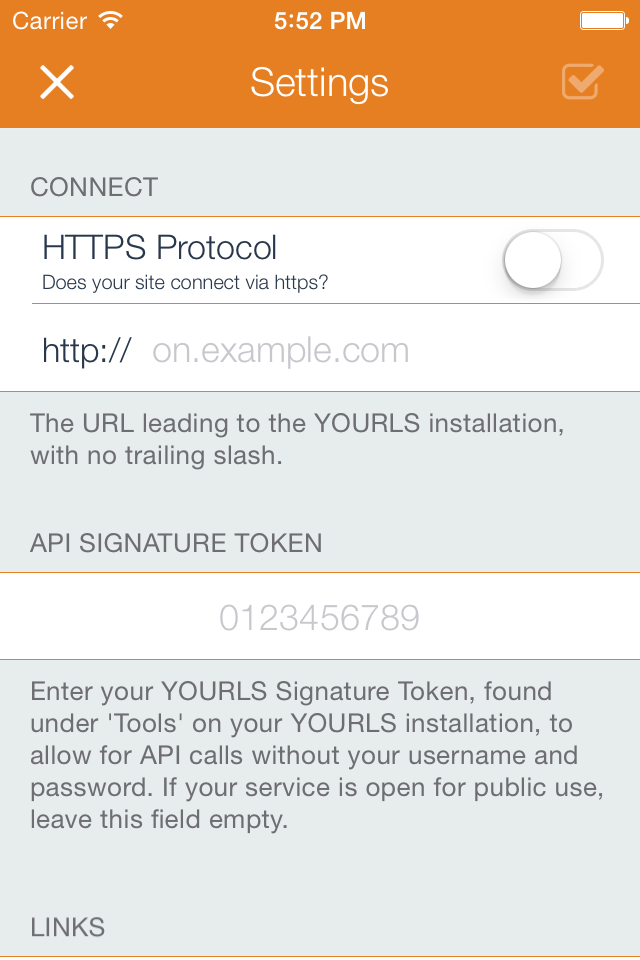 Carrier 5:52 PM
Settings
CONNECT
HTTPS Protocol
Does your site connect via https?
http:// on.example.com
The URL leading to the YOURLS installation,
with no trailing slash.
API SIGNATURE TOKEN
0123456789
Enter your YOURLS Signature Token, found
under 'Tools' on your YOURLS installation, to
allow for API calls without your username and
password. If your service is open for public use,
leave this field empty.
LINKS